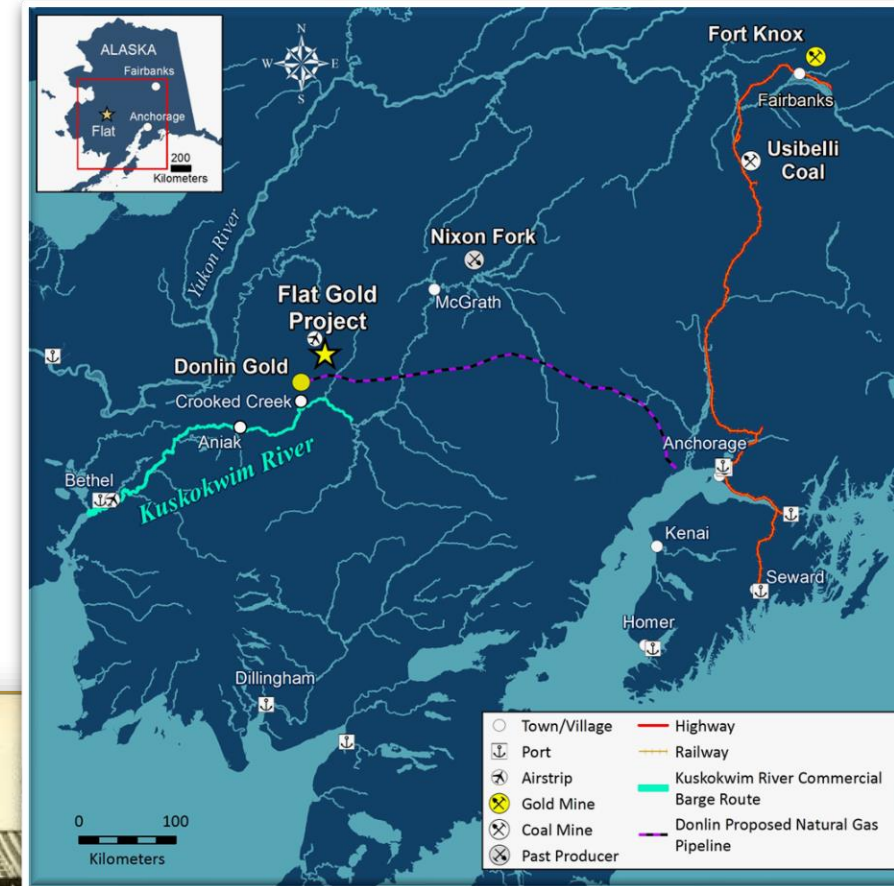 ALASKA
Fairbanks
Anchorage
Flat
200
Kilometers
N
W
E
S
Fort Knox
Fairbanks
Usibelli
Coal
Yukon River
Nixon Fork
McGrath
Flat Gold
Project
Donlin Gold
Crooked Creek
Aniak
Kuskokwim River
Bethel
Anchorage
Kenai
Seward
Homer
Dillingham
0 100
Kilometers
Town/Village
Port
Airstrip
Gold Mine
Coal Mine
Past Producer
Highway
Railway
Kuskokwim River Commercial
Barge Route
Donlin Proposed Natural Gas
Pipeline